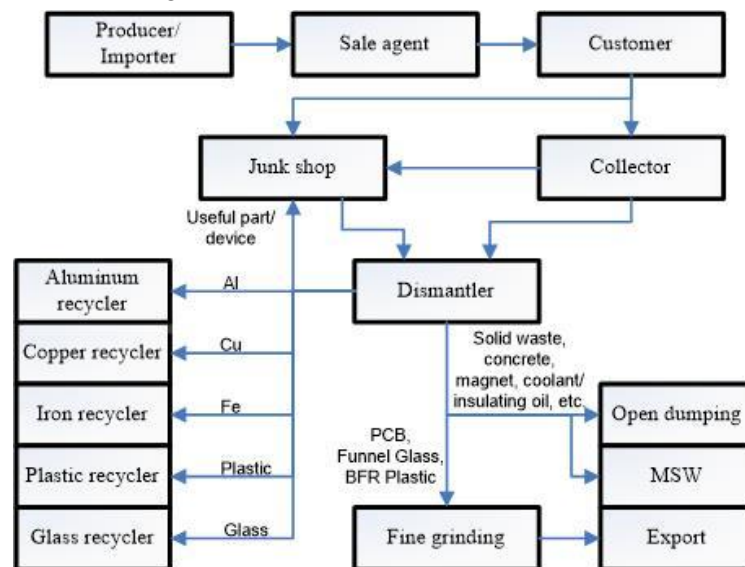 Producer/
Importer
Sale agent
Customer
Junk shop
Collector
Useful part/
device
Aluminum
recycler
Al
Dismantler
Copper recycler
Cu
Solid waste,
concrete,
magnet, coolant/
insulating oil, etc
Iron recycler
Fe
Open dumping
PCB,
Funnel Glass,
BFR Plastic
Plastic recycler
Plastic
MSW
Glass recycler
Glass
Fine grinding
Export